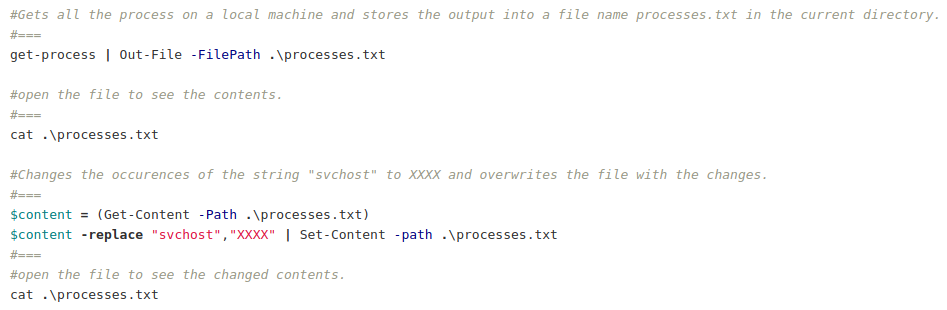 #Gets all the process on a local machine and stores the output into a file name processes.txt in the current directory.
#===
get-process | Out-File -FilePath .\processes.txt
#open the file to see the contents.
#===
cat .\processes.txt
#Changes the occurences of the string "svchost" to XXXX and overwrites the file with the changes.
#===
$content = (Get-Content -Path .\processes.txt)
$content -replace "svchost","XXXX" | Set-Content -path .\processes.txt
#===
#open the file to see the changed contents.
cat .\processes.txt